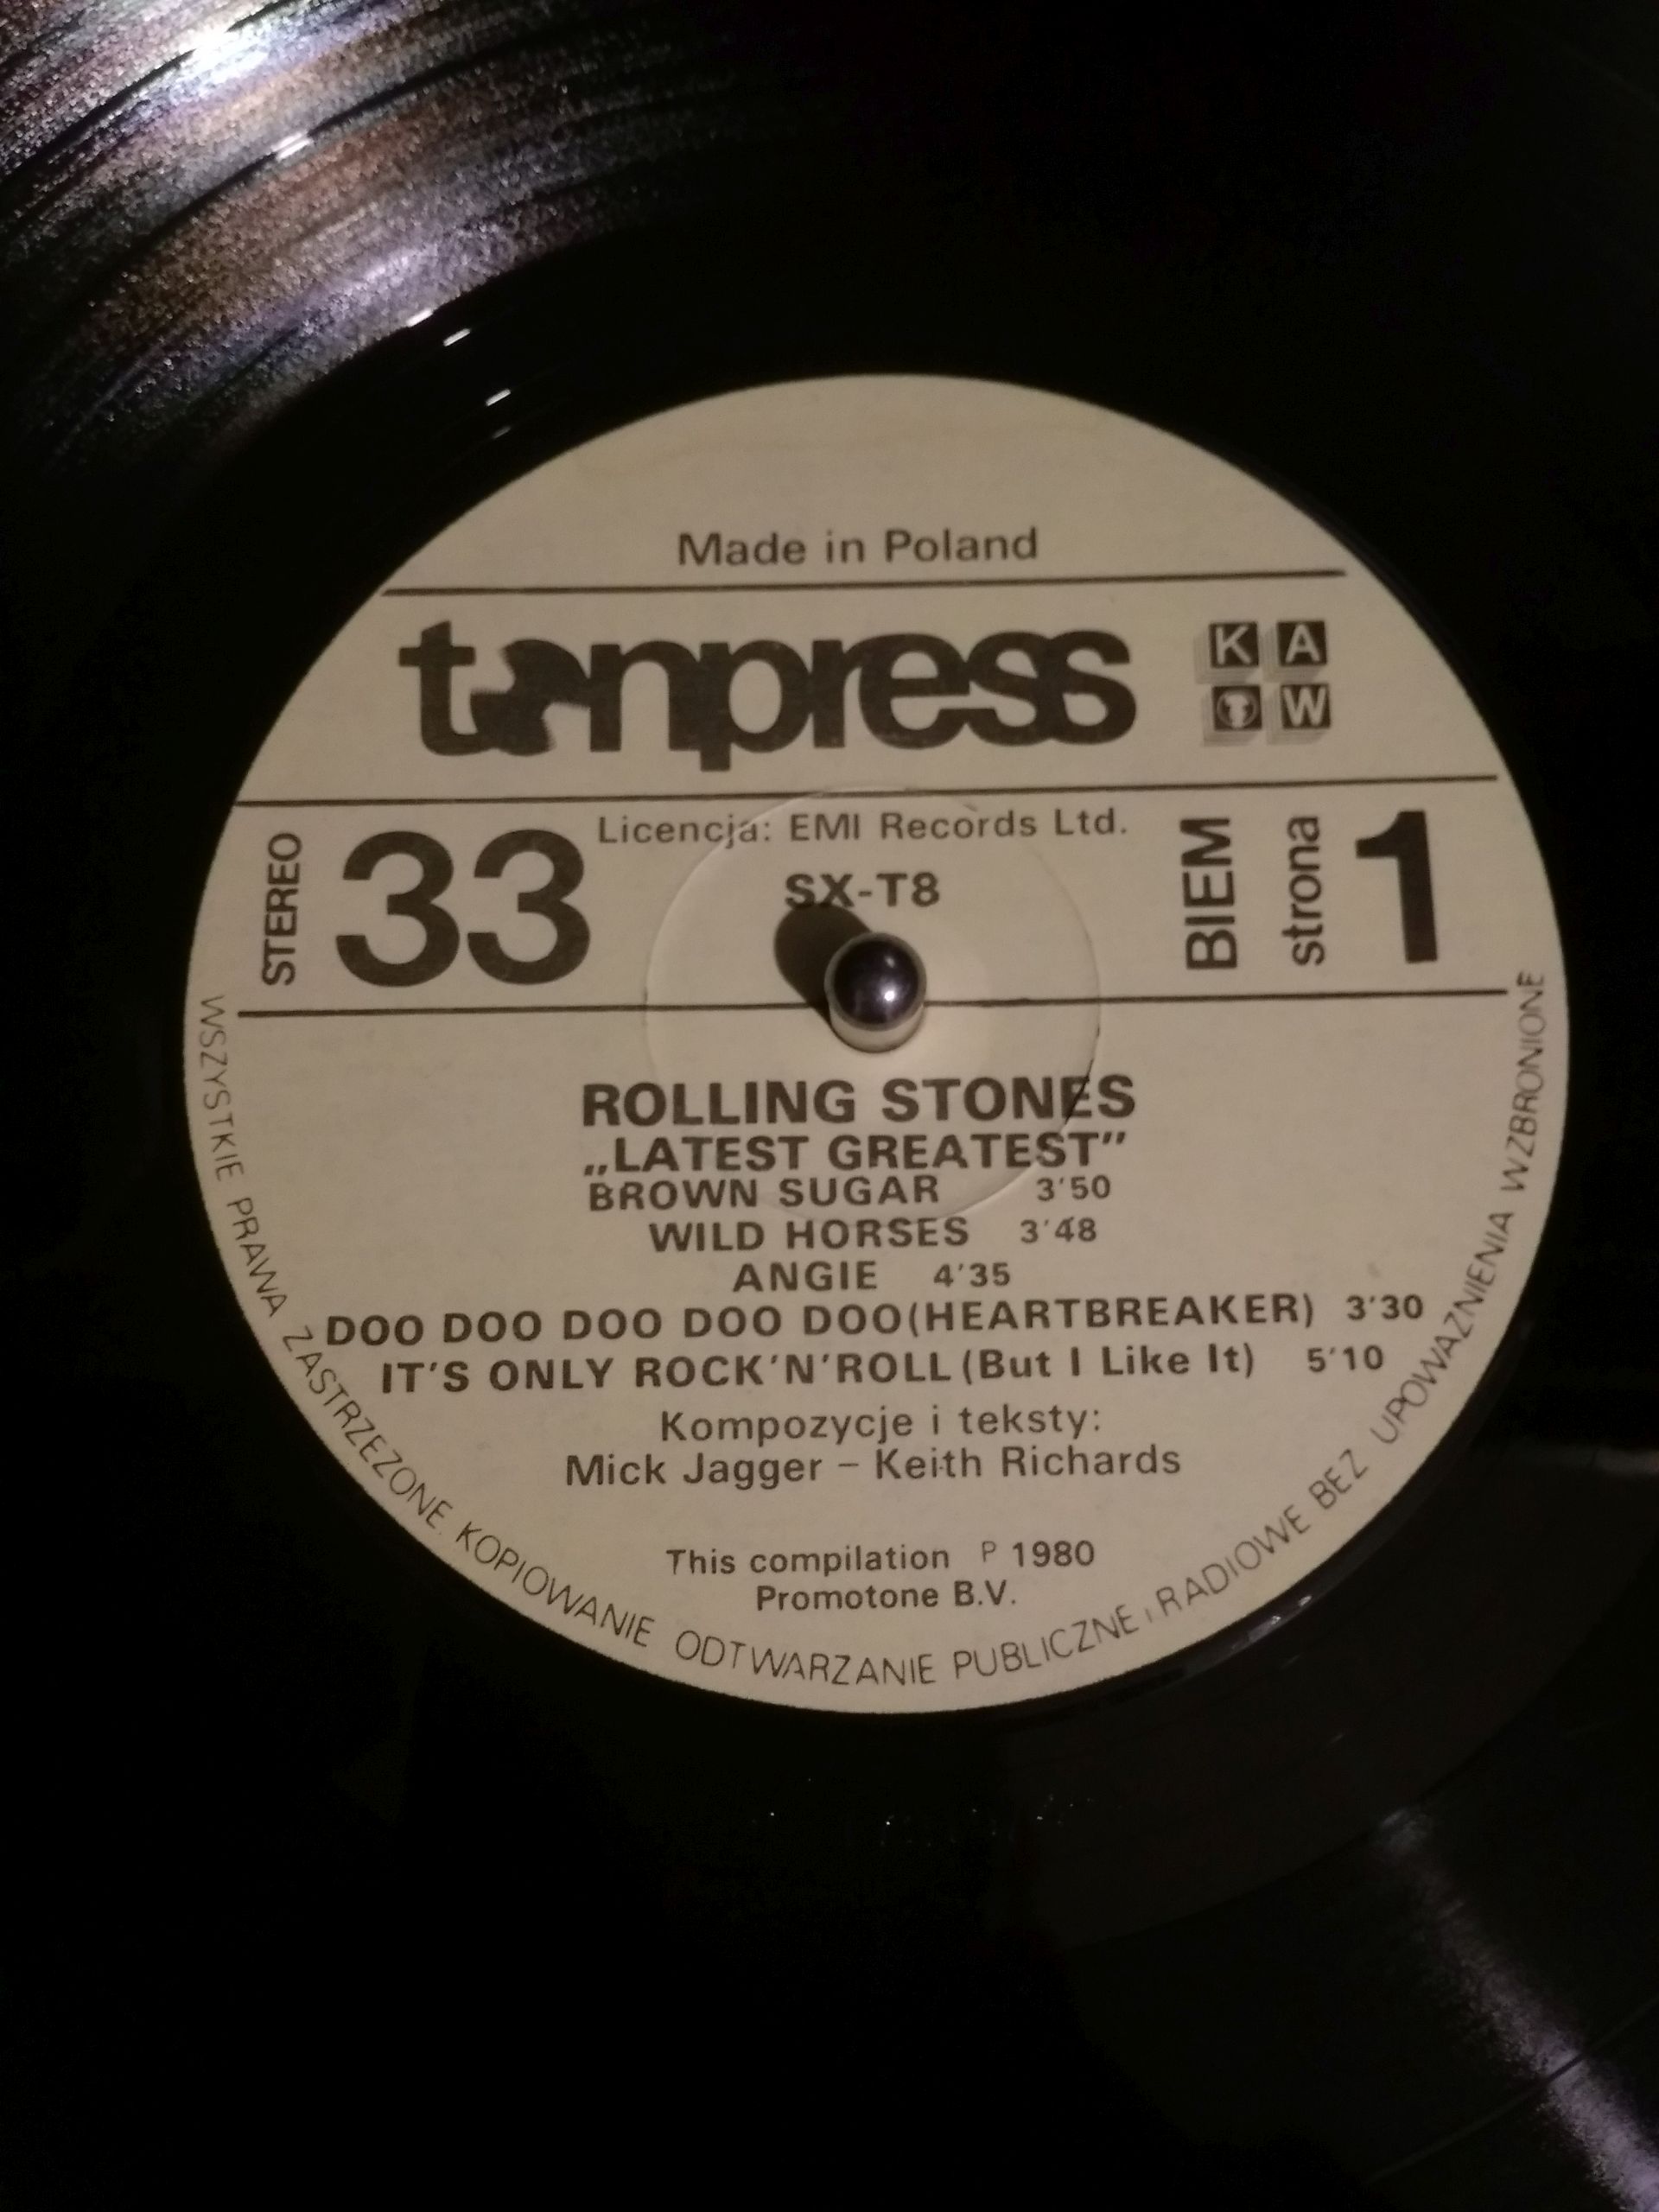 Made in Poland
tonpress
K A
W
STEREO
33
Licencja: EMI Records Ltd.
SX-T8
BIEM
strona
1
ROLLING STONES
„LATEST GREATEST”
BROWN SUGAR 3'50
WILD HORSES 3'48
ANGIE 4'35
DOO DOO DOO DOO DOO(HEARTBREAKER) 3'30
IT'S ONLY ROCK'N'ROLL (But I Like It) 5'10
Kompozycje i teksty:
Mick Jagger – Keith Richards
This compilation P 1980
Promotone B.V.
WSZYSTKIE PRAWA ZASTRZEZONE. KOPIOWANIE ODTWARZANIE PUBLICZNE i RADIOWE BEZ UPOWAZNIENIA WZBRONIONE